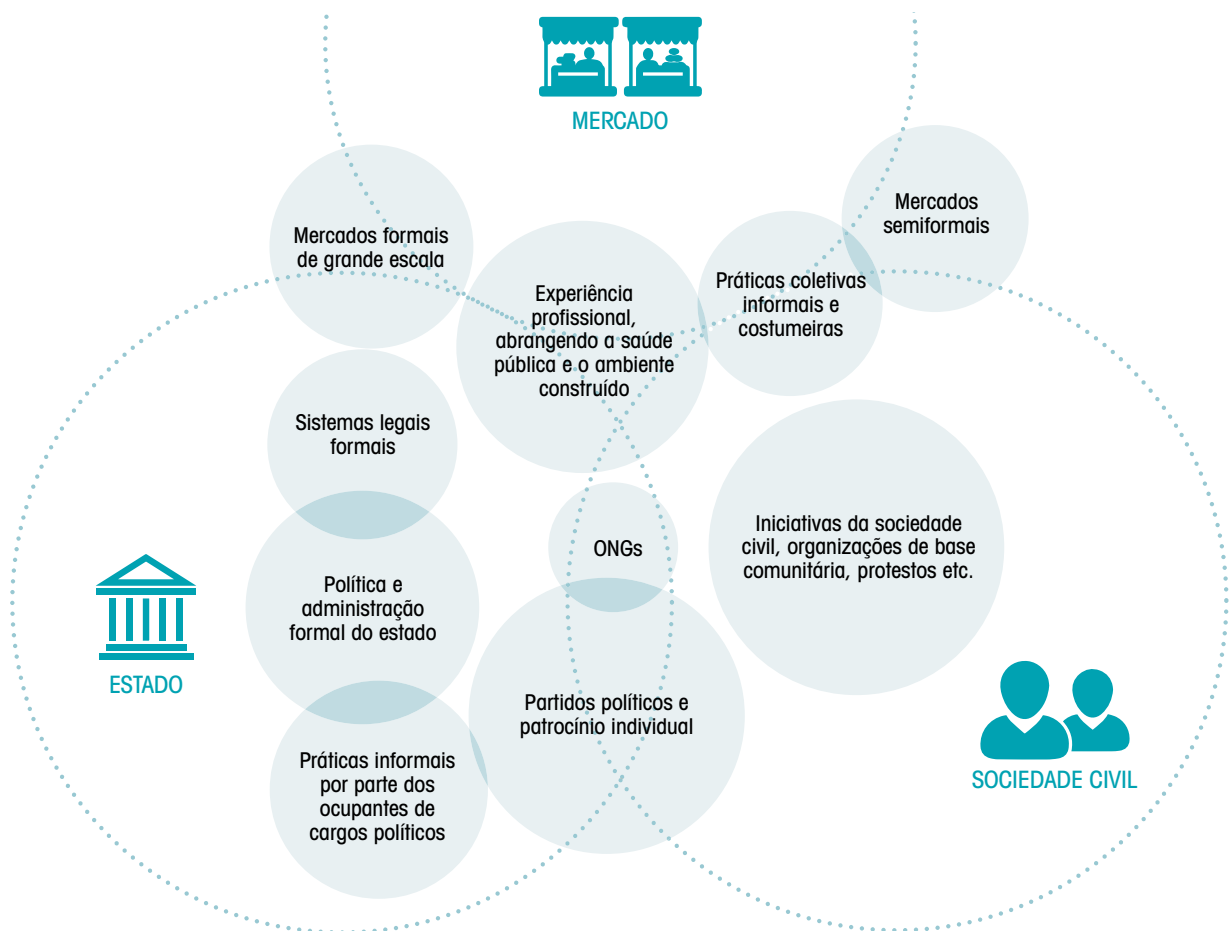 MERCADO
Mercados
semiformais
Mercados formais
de grande escala
Experiência
profissional,
abrangendo a saúde
pública e o ambiente
construído
Práticas coletivas
informais e
costumeiras
Sistemas legais
formais
ONGs
Iniciativas da sociedade
civil, organizações de base
comunitária, protestos etc.
Política e
administração
formal do estado
ESTADO
Partidos políticos e
patrocínio individual
Práticas informais
por parte dos
ocupantes de
cargos políticos
SOCIEDADE CIVIL